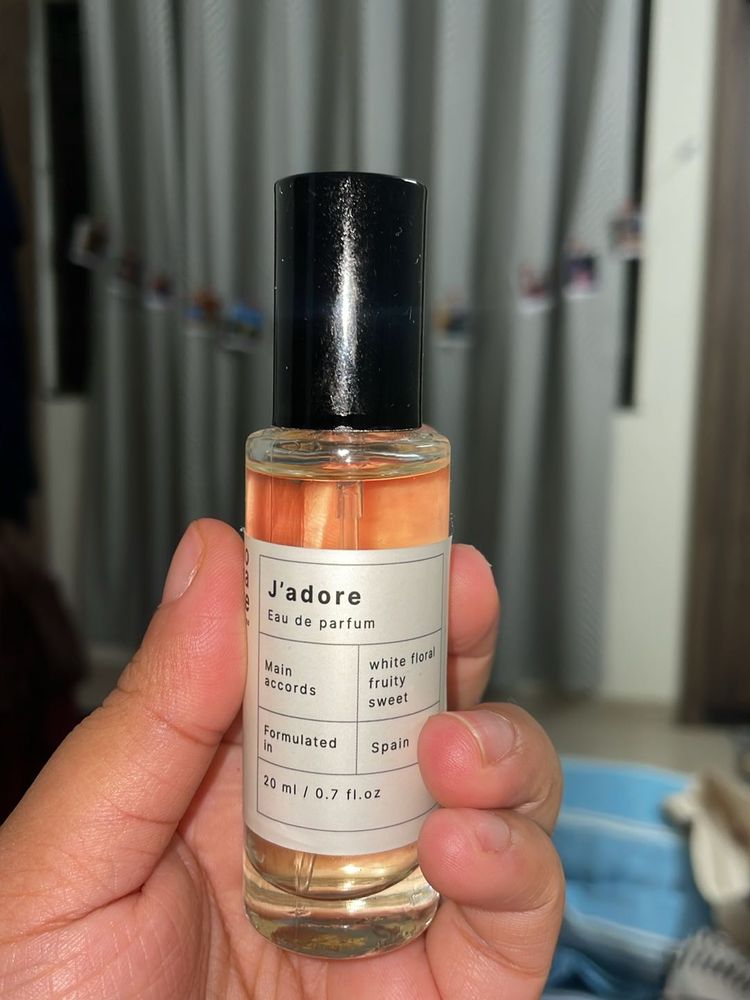 J'adore
Eau de parfum
Main
accords
white floral
fruity
sweet
Formulated
in
Spain
20 ml / 0.7 fl.oz